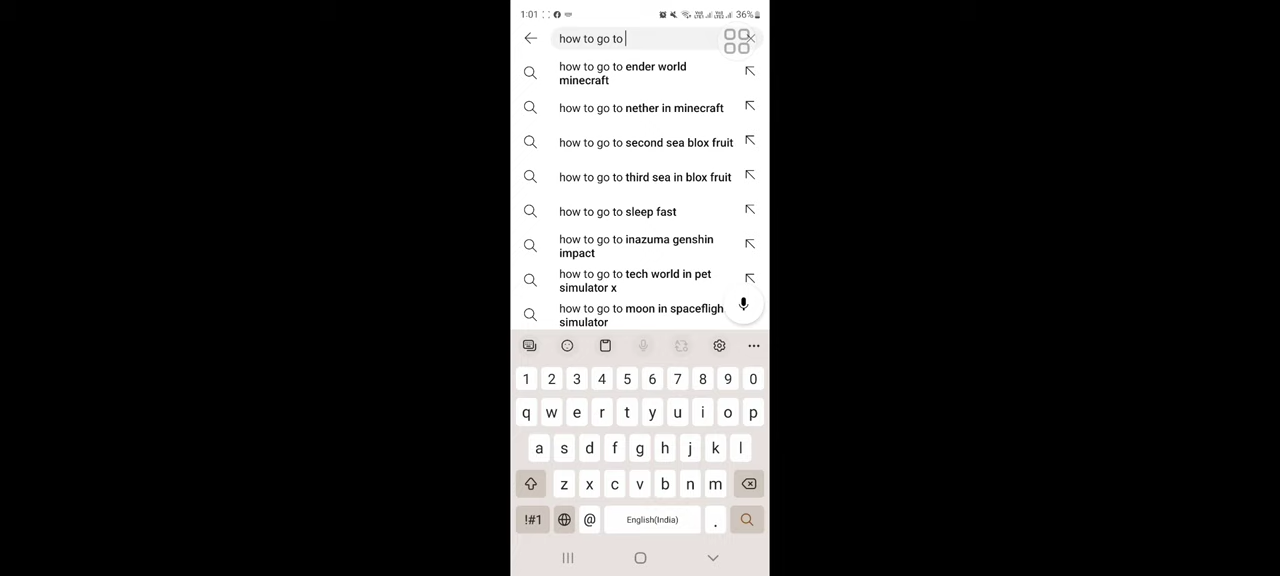 1:01 36%
how to go to
how to go to ender world
minecraft
how to go to nether in minecraft
how to go to second sea blox fruit
how to go to third sea in blox fruit
how to go to sleep fast
how to go to inazuma genshin
impact
how to go to tech world in pet
simulator x
how to go to moon in spacefligh
simulator
1 2 3 4 5 6 7 8 9 0
q w e r t y u i o p
a s d f g h j k l
z x c v b n m
!#1 @ English(India) .